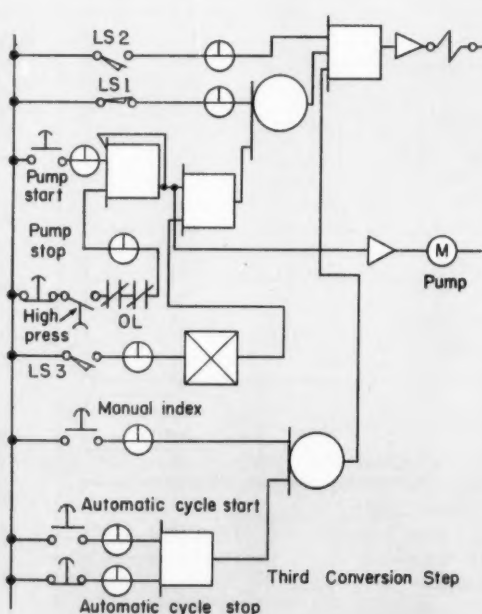 LS 2
LS 1
Pump
start
Pump
stop
High
press
OL
M
Pump
LS 3
Manual index
Automatic cycle start
Third Conversion Step
Automatic cycle stop